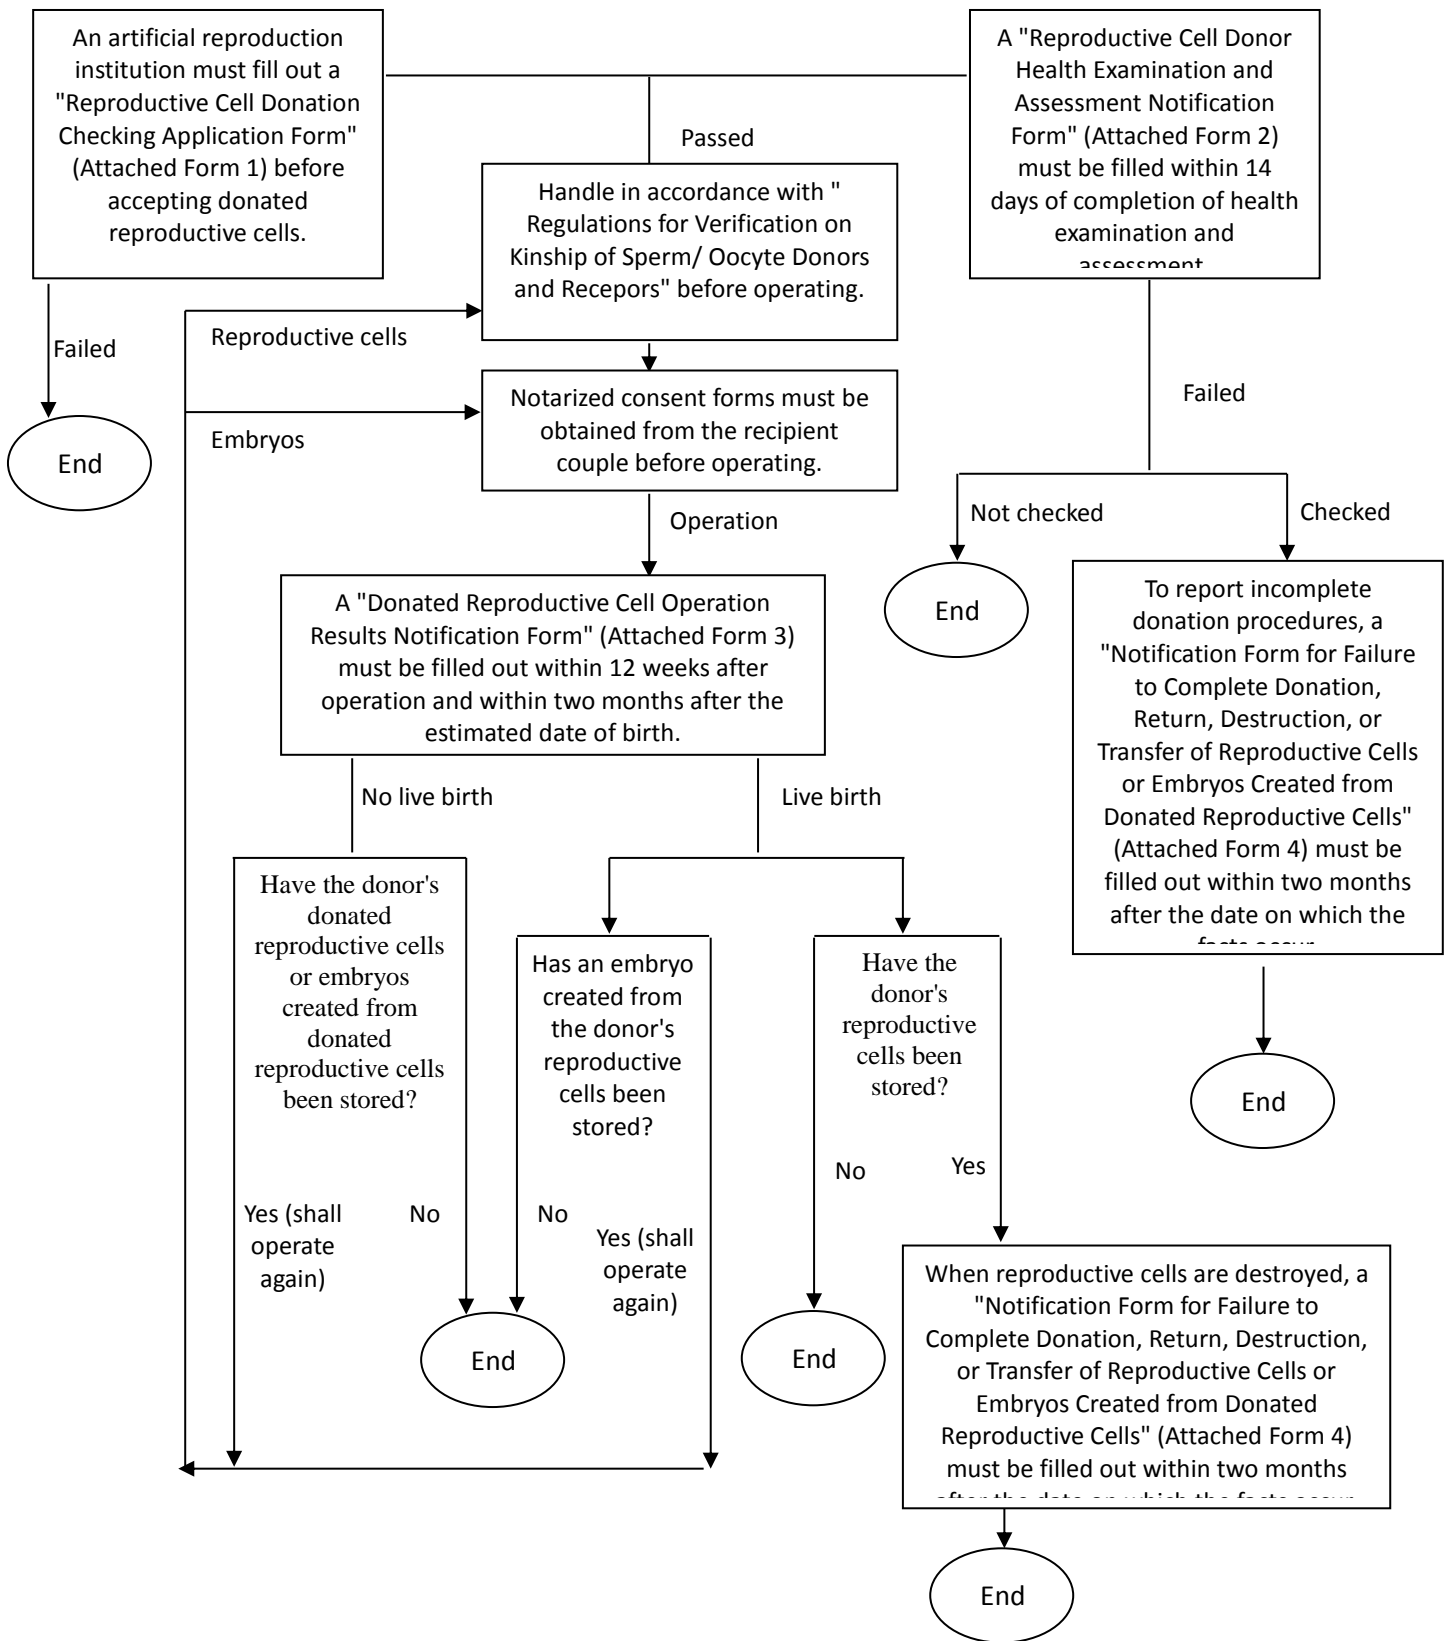 An artificial reproduction
institution must fill out a
"Reproductive Cell Donation
Checking Application Form"
(Attached Form 1) before
accepting donated
reproductive cells.
A "Reproductive Cell Donor
Health Examination and
Assessment Notification
Form" (Attached Form 2)
must be filled within 14
days of completion of health
examination and
assessment
Passed
Handle in accordance with "
Regulations for Verification on
Kinship of Sperm/ Oocyte Donors
and Recepors" before operating.
Failed
Reproductive cells
Embryos
End
Notarized consent forms must be
obtained from the recipient
couple before operating.
Failed
Operation
Not checked
Checked
End
A "Donated Reproductive Cell Operation
Results Notification Form" (Attached Form 3)
must be filled out within 12 weeks after
operation and within two months after the
estimated date of birth.
To report incomplete
donation procedures, a
"Notification Form for Failure
to Complete Donation,
Return, Destruction, or
Transfer of Reproductive Cells
or Embryos Created from
Donated Reproductive Cells"
(Attached Form 4) must be
filled out within two months
after the date on which the
facts occur
End
No live birth
Live birth
Have the donor's
donated
reproductive cells
or embryos
created from
donated
reproductive cells
been stored?
Yes (shall
operate
again)
No
Has an embryo
created from
the donor's
reproductive
cells been
stored?
No
Yes (shall
operate
again)
End
Have the
donor's
reproductive
cells been
stored?
No
Yes
End
When reproductive cells are destroyed, a
"Notification Form for Failure to
Complete Donation, Return, Destruction,
or Transfer of Reproductive Cells or
Embryos Created from Donated
Reproductive Cells" (Attached Form 4)
must be filled out within two months
after the date on which the facts occur
End